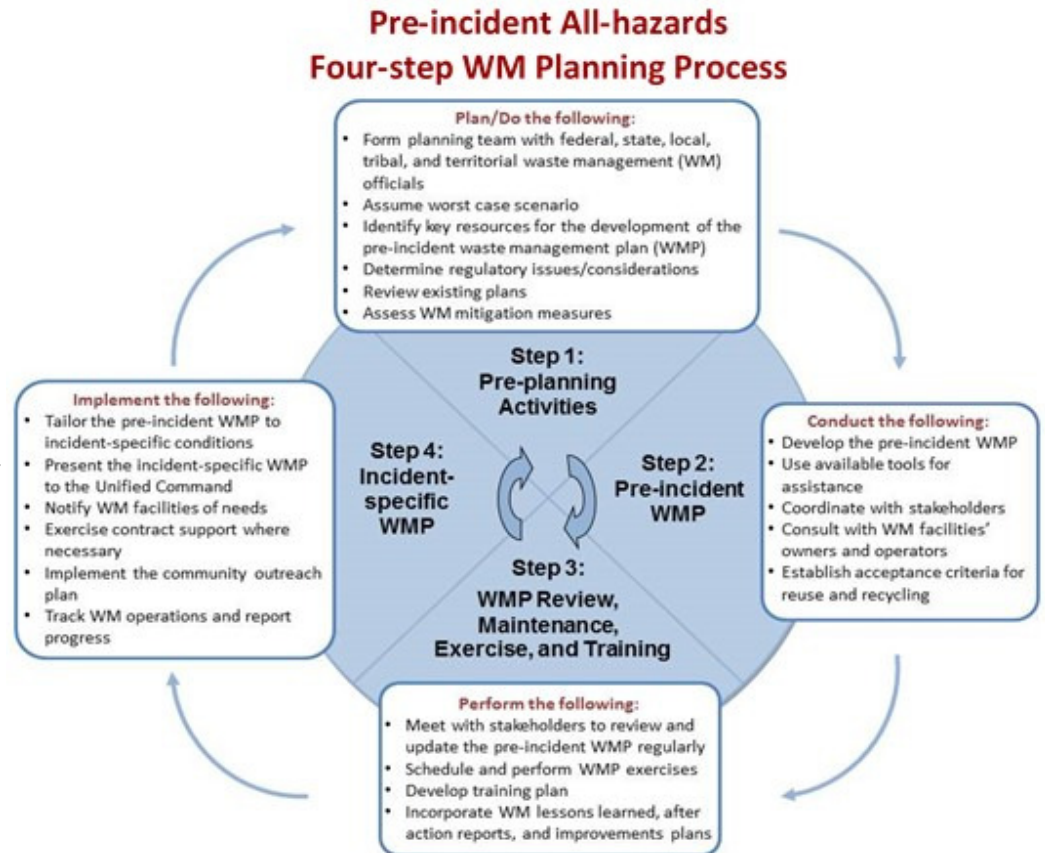 Pre-incident All-hazards
Four-step WM Planning Process
Plan/Do the following:
• Form planning team with federal, state, local,
tribal, and territorial waste management (WM)
officials
• Assume worst case scenario
• Identify key resources for the development of the
pre-incident waste management plan (WMP)
• Determine regulatory issues/considerations
• Review existing plans
• Assess WM mitigation measures
Step 1:
Pre-planning
Activities
Conduct the following:
• Develop the pre-incident WMP
• Use available tools for
assistance
• Coordinate with stakeholders
• Consult with WM facilities'
owners and operators
• Establish acceptance criteria for
reuse and recycling
Step 2:
Pre-incident
WMP
Step 3:
WMP Review,
Maintenance,
Exercise, and Training
Perform the following:
• Meet with stakeholders to review and
update the pre-incident WMP regularly
• Schedule and perform WMP exercises
• Develop training plan
• Incorporate WM lessons learned, after
action reports, and improvements plans
Step 4:
Incident-
specific
WMP
Implement the following:
• Tailor the pre-incident WMP to
incident-specific conditions
• Present the incident-specific WMP
to the Unified Command
• Notify WM facilities of needs
• Exercise contract support where
necessary
• Implement the community outreach
plan
• Track WM operations and report
progress